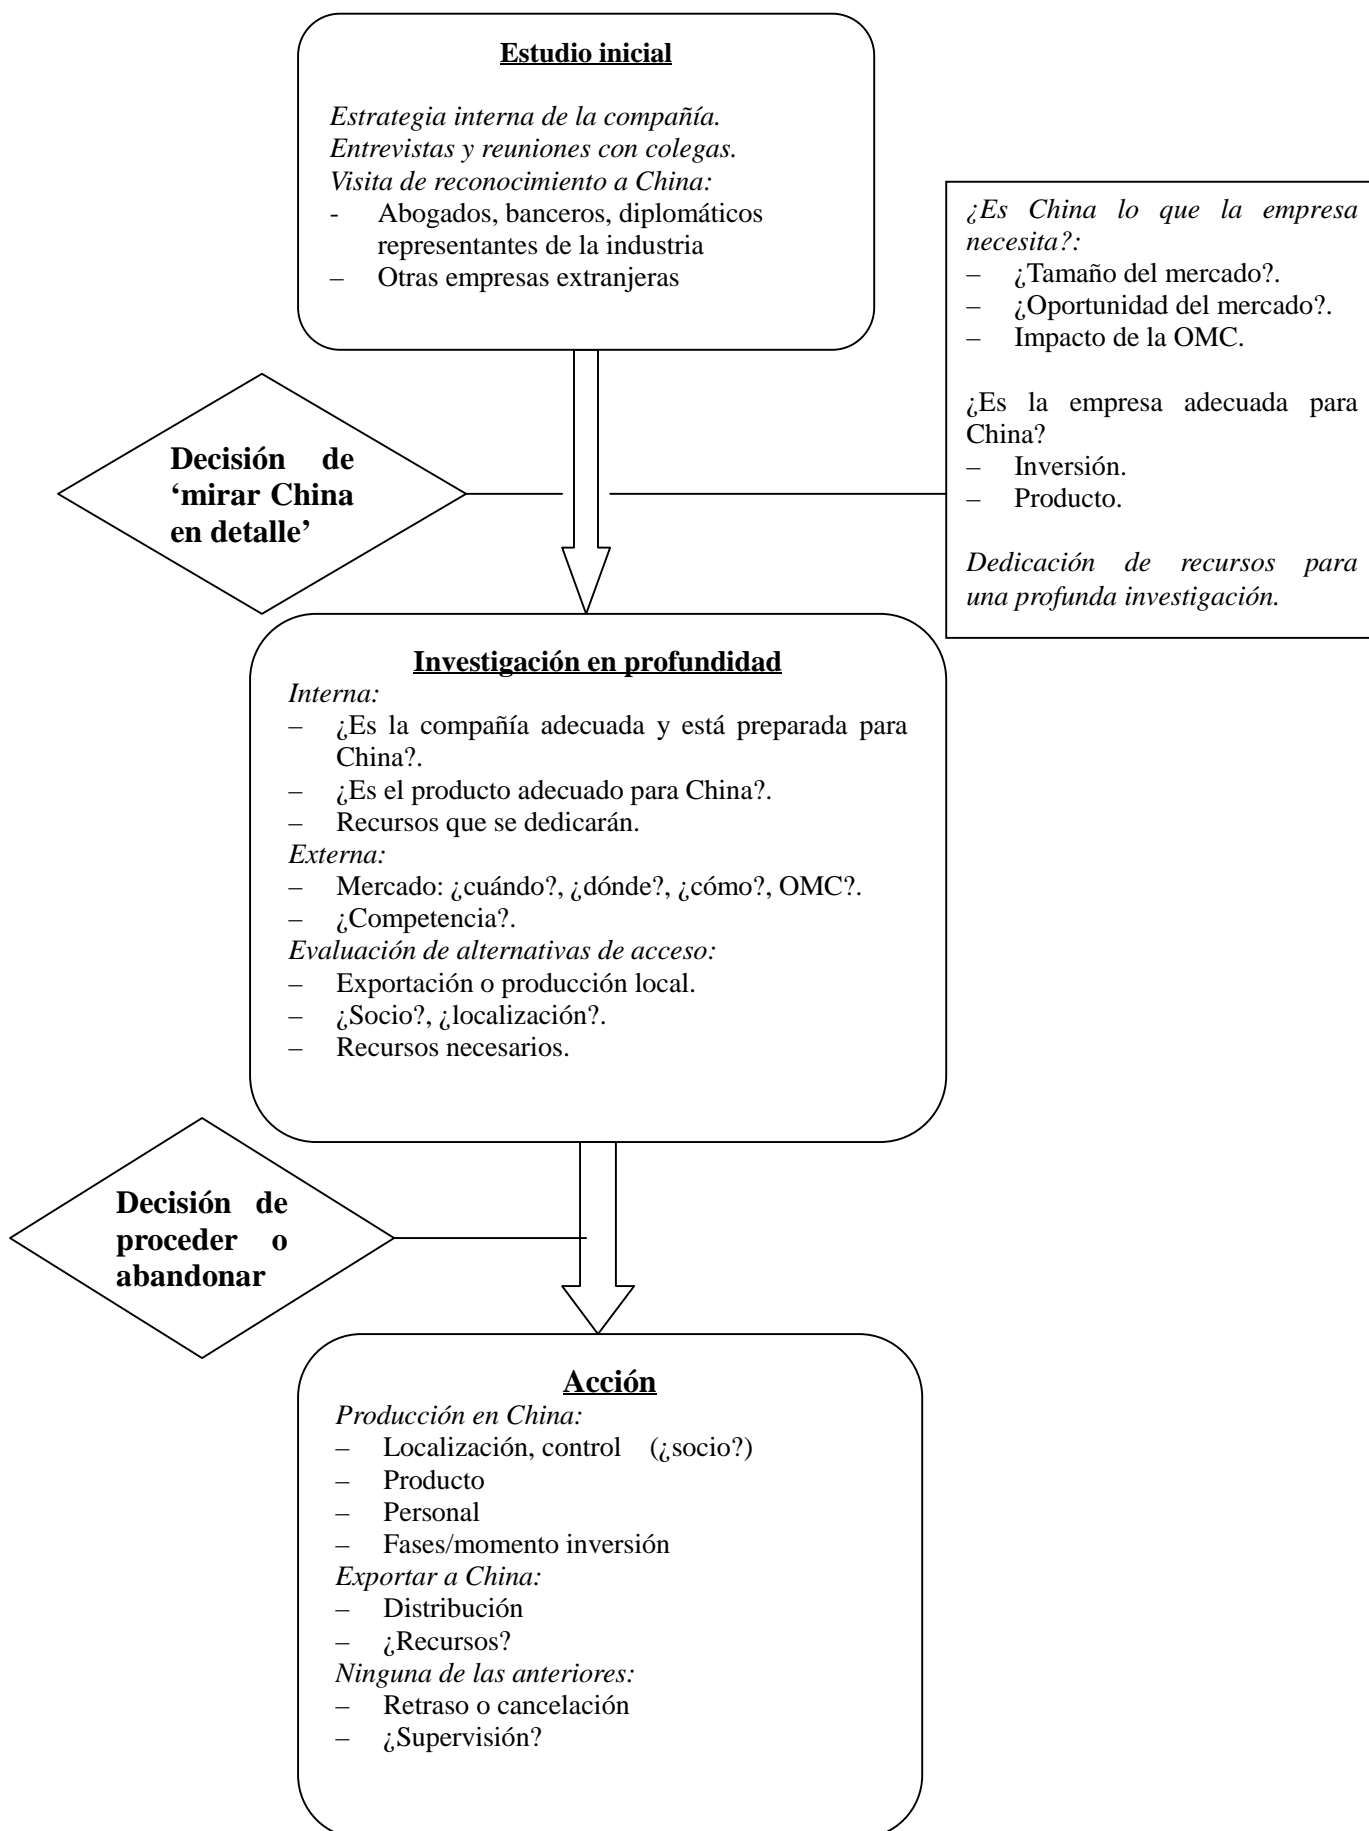 Estudio inicial
Estrategia interna de la compañía.
Entrevistas y reuniones con colegas.
Visita de reconocimiento a China:
- Abogados, banceros, diplomáticos
representantes de la industria
– Otras empresas extranjeras
¿Es China lo que la empresa
necesita?:
– ¿Tamaño del mercado?.
– ¿Oportunidad del mercado?.
– Impacto de la OMC.
¿Es la empresa adecuada para
China?
– Inversión.
– Producto.
Dedicación de recursos para
una profunda investigación.
Decisión de
‘mirar China
en detalle’
Investigación en profundidad
Interna:
– ¿Es la compañía adecuada y está preparada para
China?.
– ¿Es el producto adecuado para China?.
– Recursos que se dedicarán.
Externa:
– Mercado: ¿cuándo?, ¿dónde?, ¿cómo?, OMC?.
– ¿Competencia?.
Evaluación de alternativas de acceso:
– Exportación o producción local.
– ¿Socio?, ¿localización?.
– Recursos necesarios.
Decisión de
proceder o
abandonar
Acción
Producción en China:
– Localización, control (¿socio?)
– Producto
– Personal
– Fases/momento inversión
Exportar a China:
– Distribución
– ¿Recursos?
Ninguna de las anteriores:
– Retraso o cancelación
– ¿Supervisión?